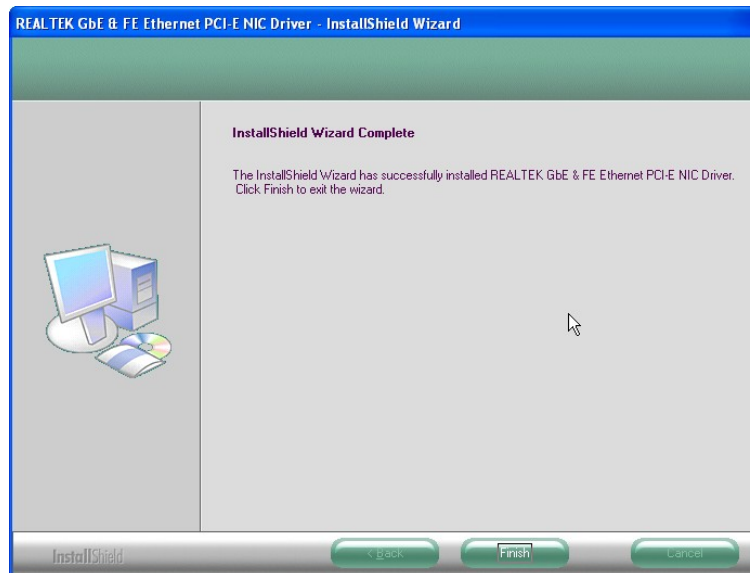 REALTEK GbE & FE Ethernet PCI-E NIC Driver - InstallShield Wizard
InstallShield Wizard Complete
The InstallShield Wizard has successfully installed REALTEK GbE & FE Ethernet PCI-E NIC Driver.
Click Finish to exit the wizard.
InstallShield
< Back
Finish
Cancel